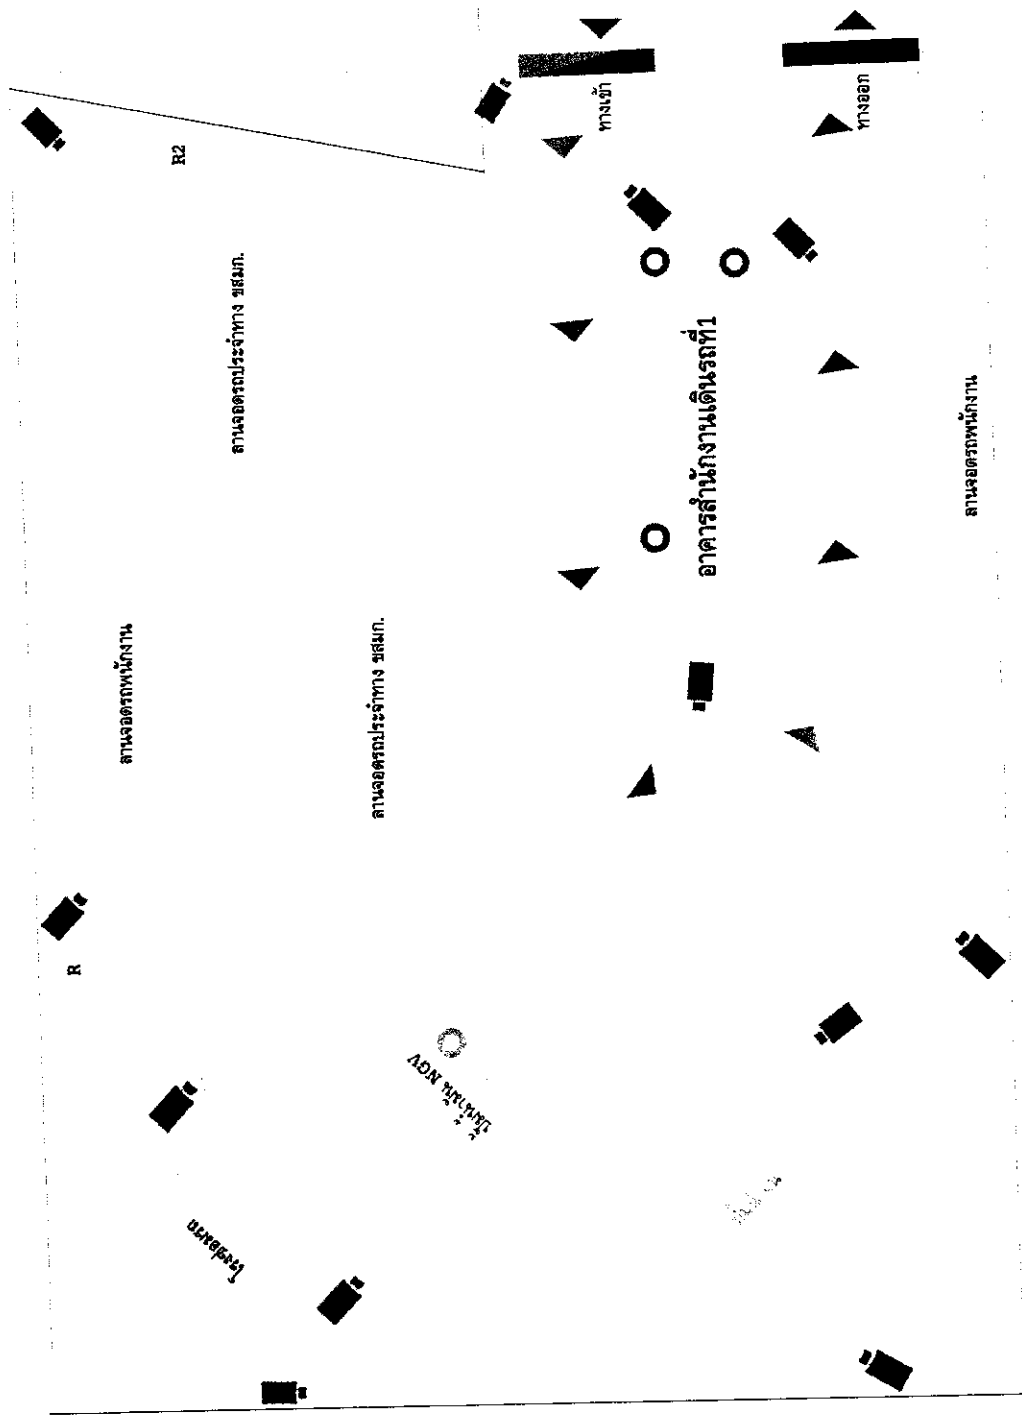 ทางเข้า
ทางออก
R2
ลานจอดรถประจำทาง ขสมก.
อาคารสำนักงานเดินรถที่1
ลานจอดรถพนักงาน
ลานจอดรถพนักงาน
ลานจอดรถประจำทาง ขสมก.
R
ปั๊มน้ำมัน NGV
โรงซ่อมรถ